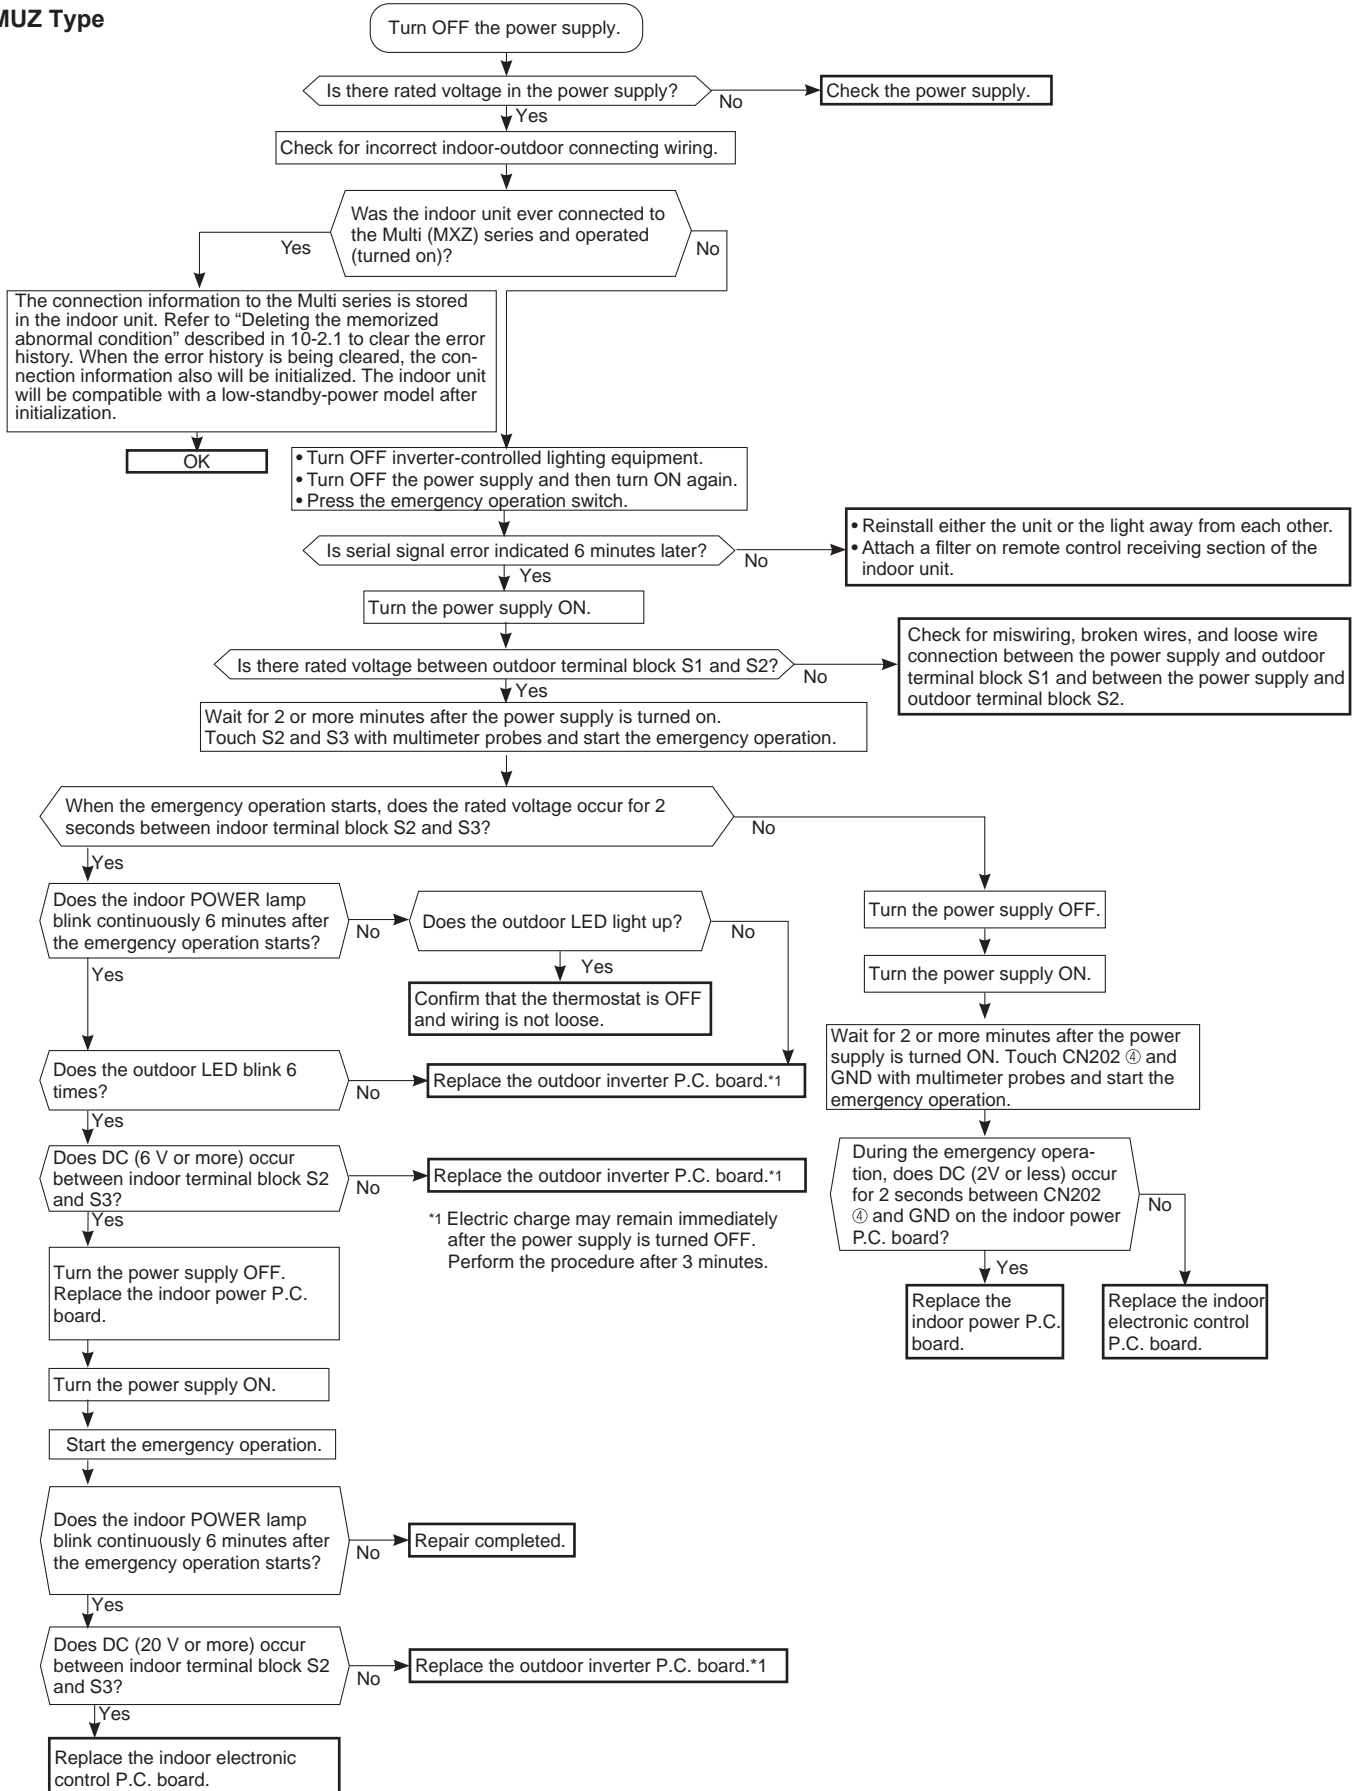 MUZ Type
Turn OFF the power supply.
Is there rated voltage in the power supply?
No
Check the power supply.
Yes
Check for incorrect indoor-outdoor connecting wiring.
Was the indoor unit ever connected to
the Multi (MXZ) series and operated
(turned on)?
Yes
No
The connection information to the Multi series is stored
in the indoor unit. Refer to “Deleting the memorized
abnormal condition” described in 10-2.1 to clear the error
history. When the error history is being cleared, the con-
nection information also will be initialized. The indoor unit
will be compatible with a low-standby-power model after
initialization.
OK
• Turn OFF inverter-controlled lighting equipment.
• Turn OFF the power supply and then turn ON again.
• Press the emergency operation switch.
Is serial signal error indicated 6 minutes later?
No
• Reinstall either the unit or the light away from each other.
• Attach a filter on remote control receiving section of the
indoor unit.
Yes
Turn the power supply ON.
Is there rated voltage between outdoor terminal block S1 and S2?
No
Check for miswiring, broken wires, and loose wire
connection between the power supply and outdoor
terminal block S1 and between the power supply and
outdoor terminal block S2.
Yes
Wait for 2 or more minutes after the power supply is turned on.
Touch S2 and S3 with multimeter probes and start the emergency operation.
When the emergency operation starts, does the rated voltage occur for 2
seconds between indoor terminal block S2 and S3?
No
Yes
Does the indoor POWER lamp
blink continuously 6 minutes after
the emergency operation starts?
No
Does the outdoor LED light up?
No
Yes
Confirm that the thermostat is OFF
and wiring is not loose.
Yes
Does the outdoor LED blink 6
times?
No
Replace the outdoor inverter P.C. board.*1
Yes
Does DC (6 V or more) occur
between indoor terminal block S2
and S3?
No
Replace the outdoor inverter P.C. board.*1
*1 Electric charge may remain immediately
after the power supply is turned OFF.
Perform the procedure after 3 minutes.
Yes
Turn the power supply OFF.
Replace the indoor power P.C.
board.
Turn the power supply ON.
Start the emergency operation.
Does the indoor POWER lamp
blink continuously 6 minutes after
the emergency operation starts?
No
Repair completed.
Yes
Does DC (20 V or more) occur
between indoor terminal block S2
and S3?
No
Replace the outdoor inverter P.C. board.*1
Yes
Replace the indoor electronic
control P.C. board.
Turn the power supply OFF.
Turn the power supply ON.
Wait for 2 or more minutes after the power
supply is turned ON. Touch CN202 ④ and
GND with multimeter probes and start the
emergency operation.
During the emergency opera-
tion, does DC (2V or less) occur
for 2 seconds between CN202
④ and GND on the indoor power
P.C. board?
No
Yes
Replace the
indoor power P.C.
board.
Replace the indoor
electronic control
P.C. board.